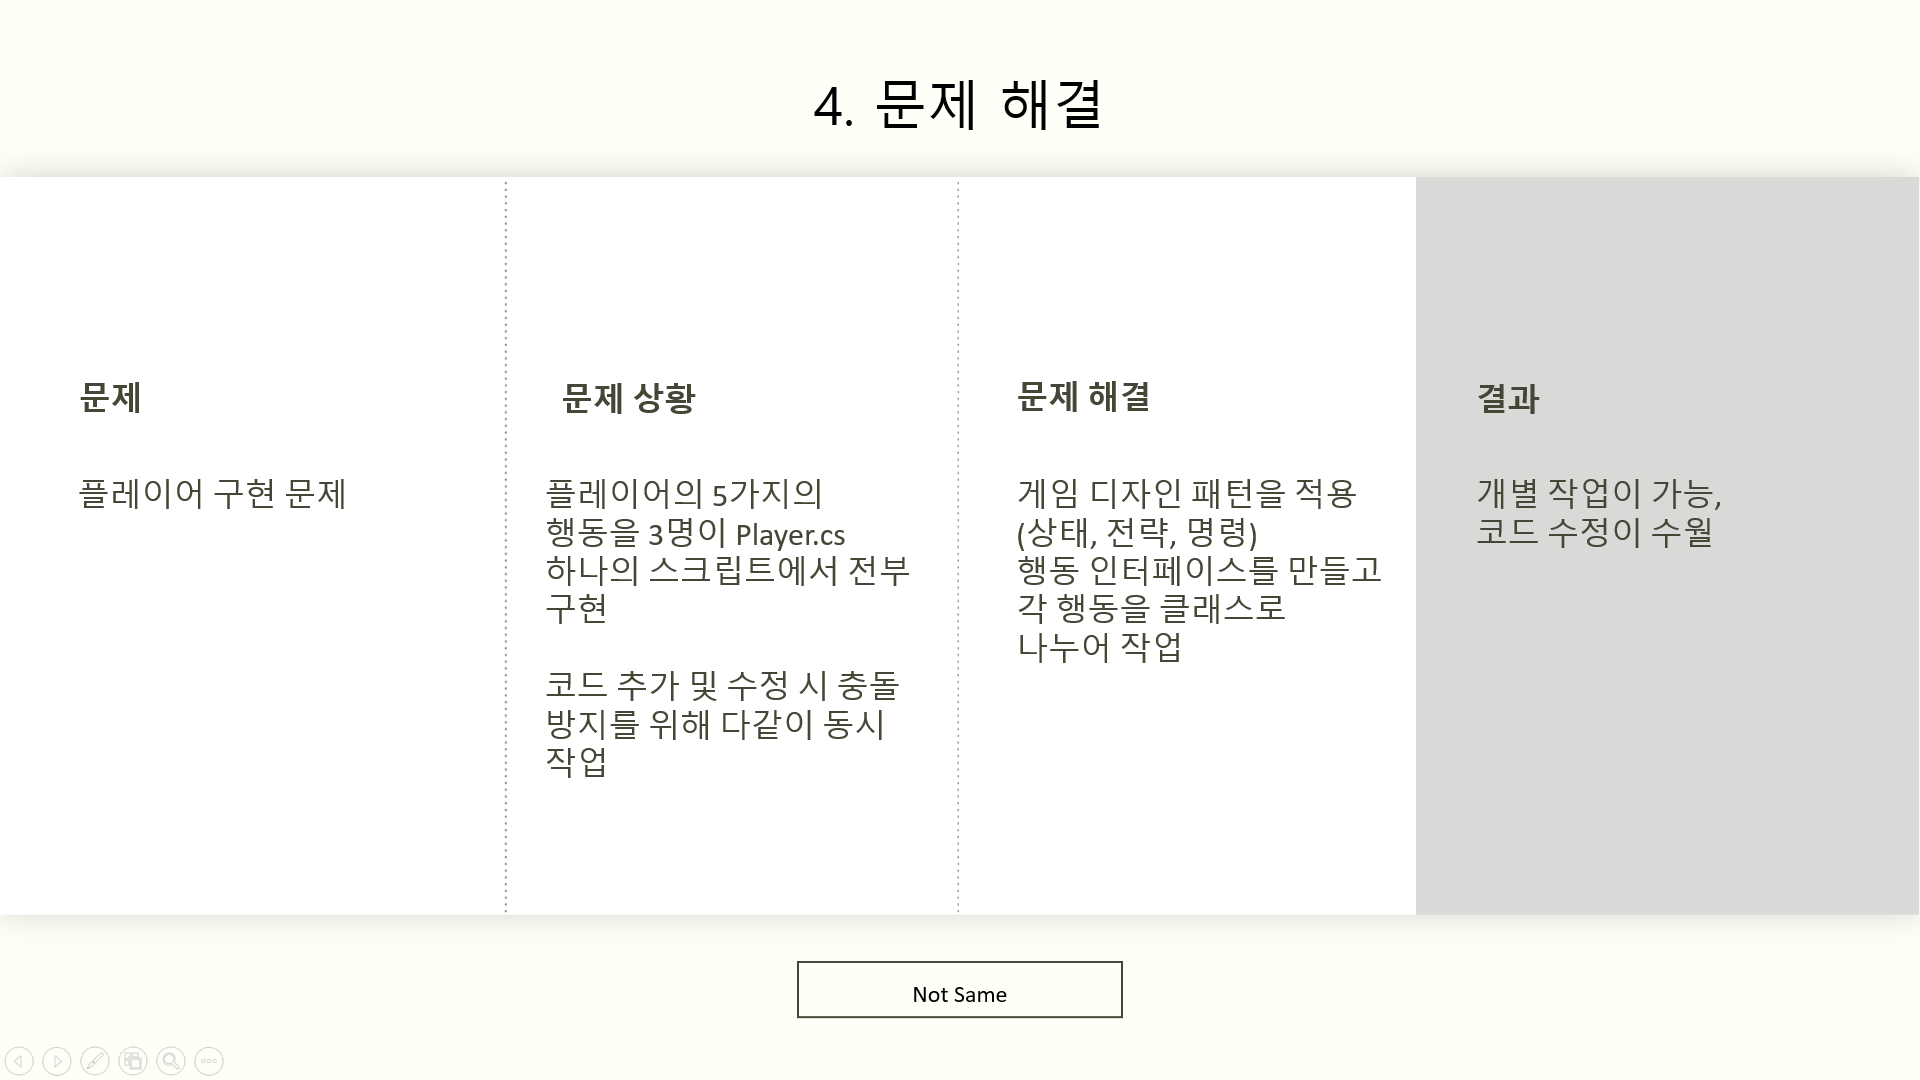 4. 문제 해결
문제
플레이어 구현 문제
문제 상황
플레이어의 5가지의
행동을 3명이 Player.cs
하나의 스크립트에서 전부
구현
코드 추가 및 수정 시 충돌
방지를 위해 다같이 동시
작업
문제 해결
게임 디자인 패턴을 적용
(상태, 전략, 명령)
행동 인터페이스를 만들고
각 행동을 클래스로
나누어 작업
결과
개별 작업이 가능,
코드 수정이 수월
Not Same